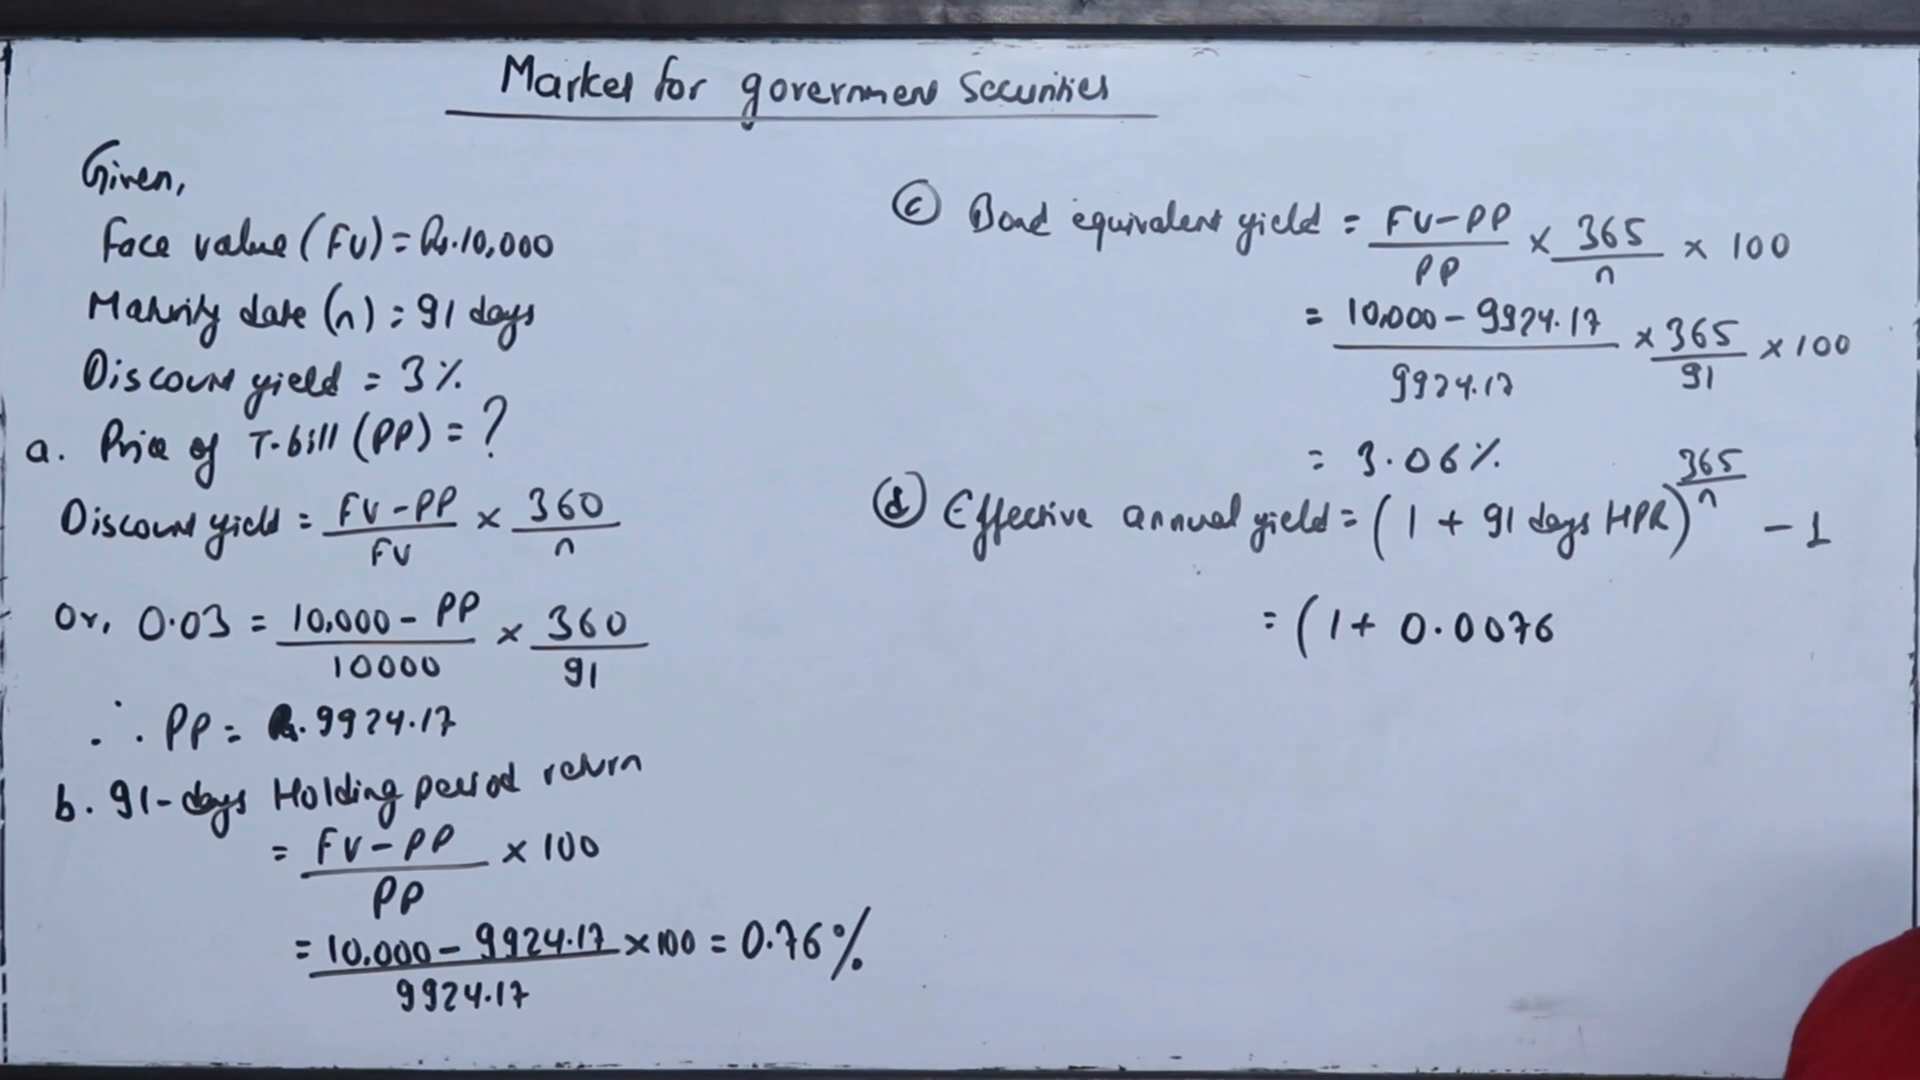 Market for government Securities
Given,
Face value (FV) = Rs.10,000
Maturity date (n) = 91 days
Discount yield = 3%
a. Price of T-bill (PP) = ?
Discount yield = FV-PP / FV × 360 / n
Or, 0.03 = 10,000 - PP / 10000 × 360 / 91
∴ PP = Rs.9924.17
b. 91-days Holding period return
= FV-PP / PP × 100
= 10,000 - 9924.17 / 9924.17 × 100 = 0.76%
(c) Bond equivalent yield = FV-PP / PP × 365 / n × 100
= 10,000 - 9924.17 / 9924.17 × 365 / 91 × 100
= 3.06%
(d) Effective annual yield = (1 + 91 days HPR)^(365/n) - 1
= (1 + 0.0076